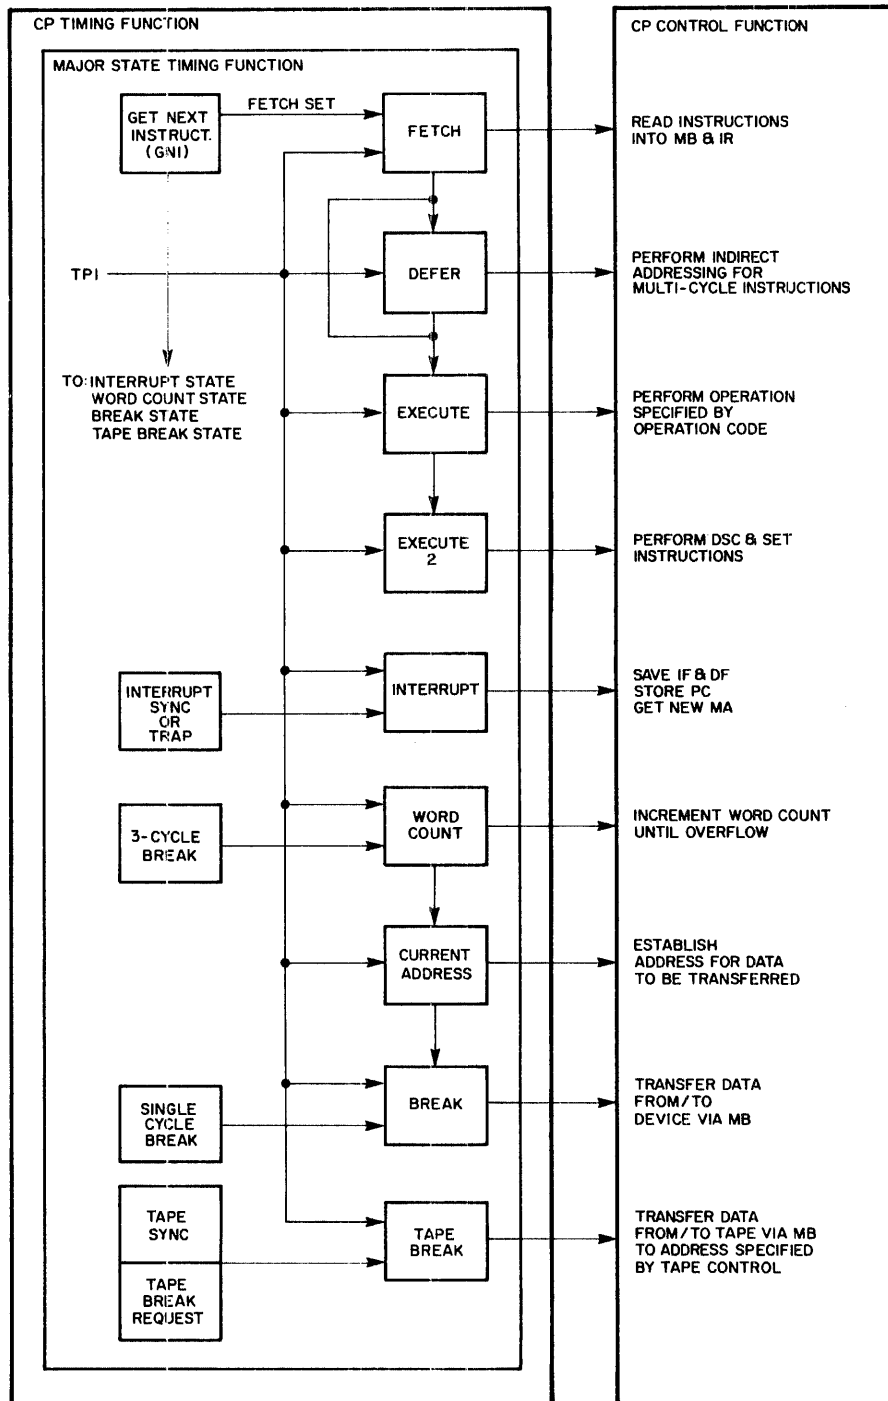 CP TIMING FUNCTION
CP CONTROL FUNCTION
MAJOR STATE TIMING FUNCTION
GET NEXT
INSTRUCT.
(GNI)
FETCH SET
FETCH
READ INSTRUCTIONS
INTO MB & IR
TPI
DEFER
PERFORM INDIRECT
ADDRESSING FOR
MULTI-CYCLE INSTRUCTIONS
TO: INTERRUPT STATE
WORD COUNT STATE
BREAK STATE
TAPE BREAK STATE
EXECUTE
PERFORM OPERATION
SPECIFIED BY
OPERATION CODE
EXECUTE
2
PERFORM DSC & SET
INSTRUCTIONS
INTERRUPT
SYNC
OR
TRAP
INTERRUPT
SAVE IF & DF
STORE PC
GET NEW MA
3-CYCLE
BREAK
WORD
COUNT
INCREMENT WORD COUNT
UNTIL OVERFLOW
CURRENT
ADDRESS
ESTABLISH
ADDRESS FOR DATA
TO BE TRANSFERRED
SINGLE
CYCLE
BREAK
BREAK
TRANSFER DATA
FROM/TO
DEVICE VIA MB
TAPE
SYNC
TAPE
BREAK
REQUEST
TAPE
BREAK
TRANSFER DATA
FROM/TO TAPE VIA MB
TO ADDRESS SPECIFIED
BY TAPE CONTROL